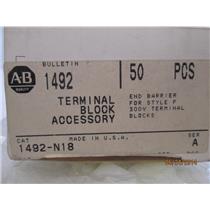 A-B
BULLETIN
1492
50 PCS
TERMINAL
BLOCK
ACCESSORY
END BARRIER
FOR STYLE F
300V TERMINAL
BLOCKS
MADE IN U.S.A.
CAT
1492-N18
SER
A